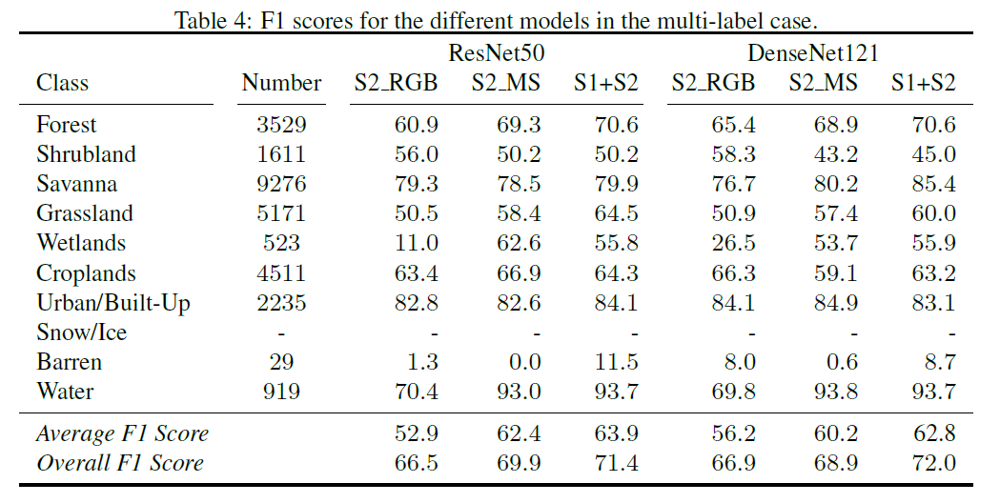 Table 4: F1 scores for the different models in the multi-label case.
ResNet50 DenseNet121
Class Number S2_RGB S2_MS S1+S2 S2_RGB S2_MS S1+S2
Forest 3529 60.9 69.3 70.6 65.4 68.9 70.6
Shrubland 1611 56.0 50.2 50.2 58.3 43.2 45.0
Savanna 9276 79.3 78.5 79.9 76.7 80.2 85.4
Grassland 5171 50.5 58.4 64.5 50.9 57.4 60.0
Wetlands 523 11.0 62.6 55.8 26.5 53.7 55.9
Croplands 4511 63.4 66.9 64.3 66.3 59.1 63.2
Urban/Built-Up 2235 82.8 82.6 84.1 84.1 84.9 83.1
Snow/Ice - - - - - - -
Barren 29 1.3 0.0 11.5 8.0 0.6 8.7
Water 919 70.4 93.0 93.7 69.8 93.8 93.7
Average F1 Score 52.9 62.4 63.9 56.2 60.2 62.8
Overall F1 Score 66.5 69.9 71.4 66.9 68.9 72.0